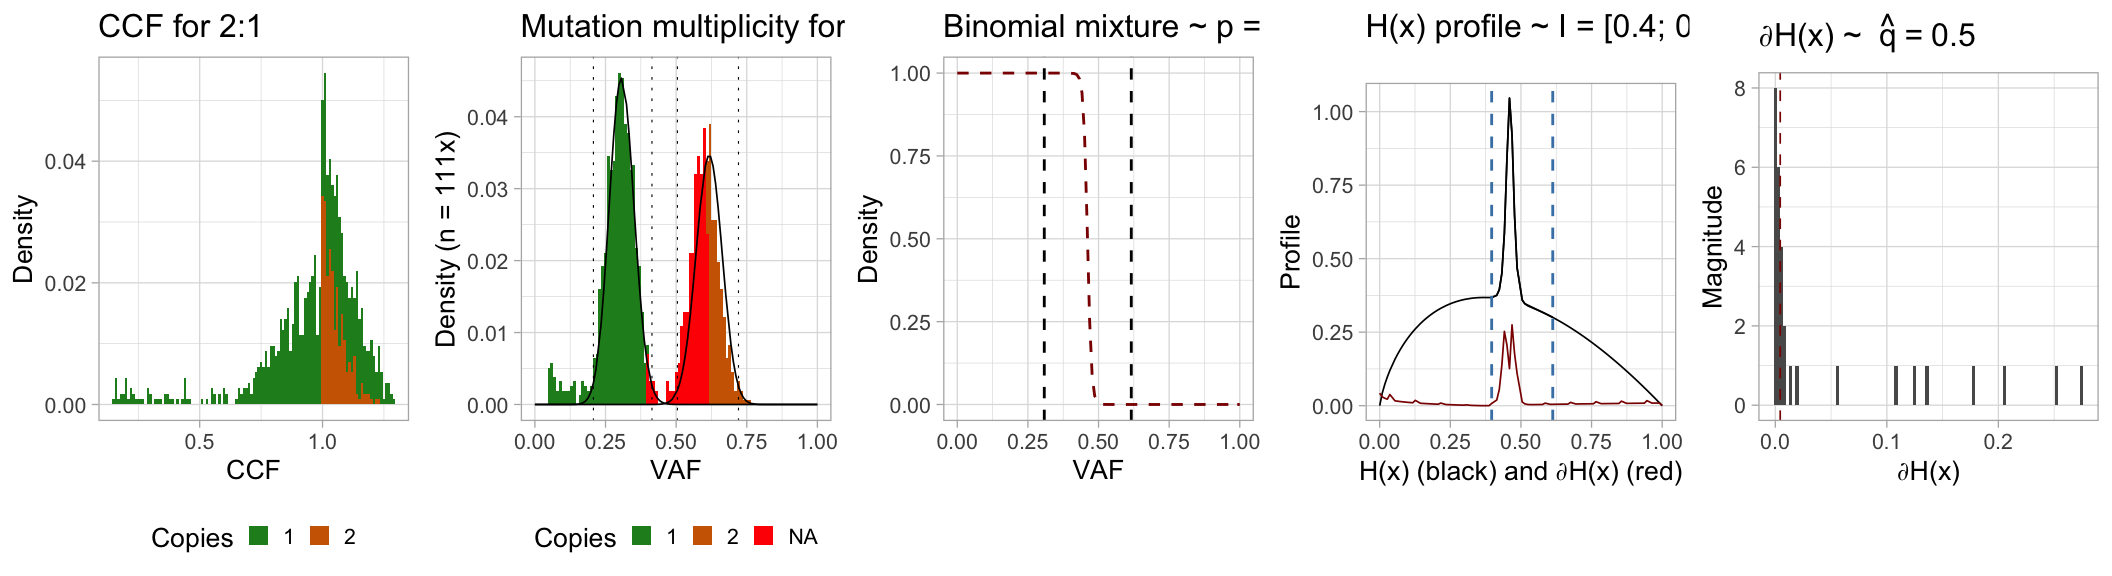 CCF for 2:1
Density
0.04
0.02
0.00
0.5
1.0
CCF
Copies 1 2
Mutation multiplicity for
Density (n = 111x)
0.04
0.03
0.02
0.01
0.00
0.00 0.25 0.50 0.75 1.00
VAF
Copies 1 2 NA
Binomial mixture ~ p =
Density
1.00
0.75
0.50
0.25
0.00
0.00 0.25 0.50 0.75 1.00
VAF
H(x) profile ~ I = [0.4; 0
Profile
1.00
0.75
0.50
0.25
0.00
0.00 0.25 0.50 0.75 1.00
H(x) (black) and ∂H(x) (red)
∂H(x) ~ q̂ = 0.5
Magnitude
8
6
4
2
0
0.0 0.1 0.2
∂H(x)